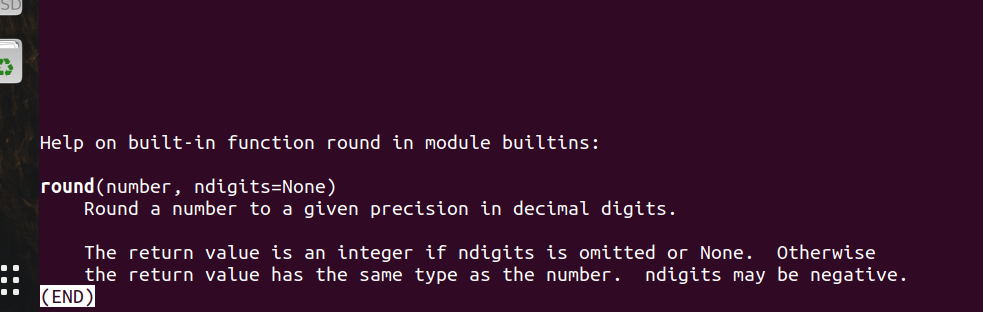 SD
Help on built-in function round in module builtins:
round(number, ndigits=None)
Round a number to a given precision in decimal digits.
The return value is an integer if ndigits is omitted or None.  Otherwise
the return value has the same type as the number.  ndigits may be negative.
(END)